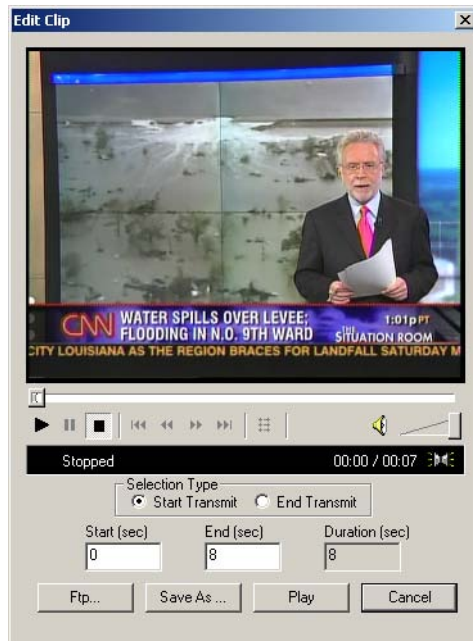 Edit Clip
CNN
WATER SPILLS OVER LEVEE;
FLOODING IN N.O. 9TH WARD
1:01p PT
THE
SITUATION ROOM
CITY LOUISIANA AS THE REGION BRACES FOR LANDFALL SATURDAY M
Stopped
00:00 / 00:07
Selection Type
Start Transmit
End Transmit
Start (sec)
End (sec)
Duration (sec)
0
8
8
Ftp...
Save As ...
Play
Cancel